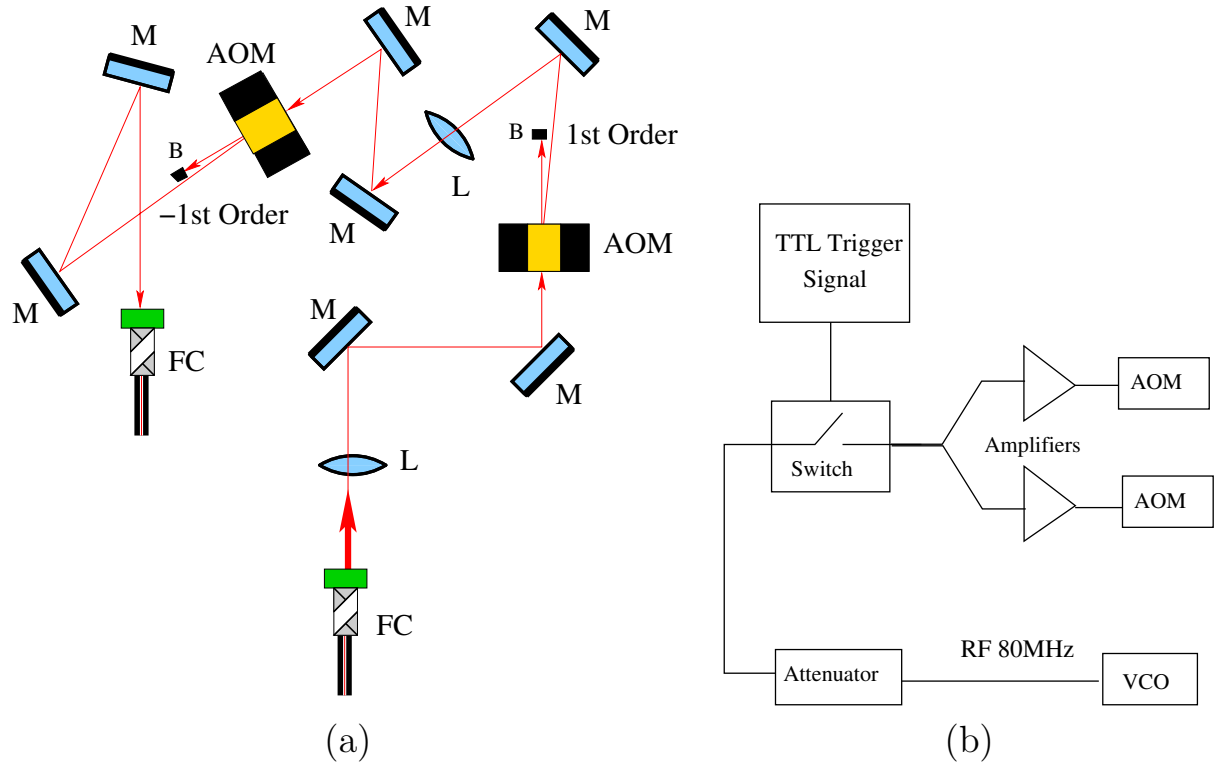 M
M
M
AOM
B
1st Order
B
L
−1st Order
M
AOM
M
M
FC
M
L
FC
(a)
TTL Trigger
Signal
AOM
Amplifiers
Switch
AOM
RF 80MHz
Attenuator
VCO
(b)